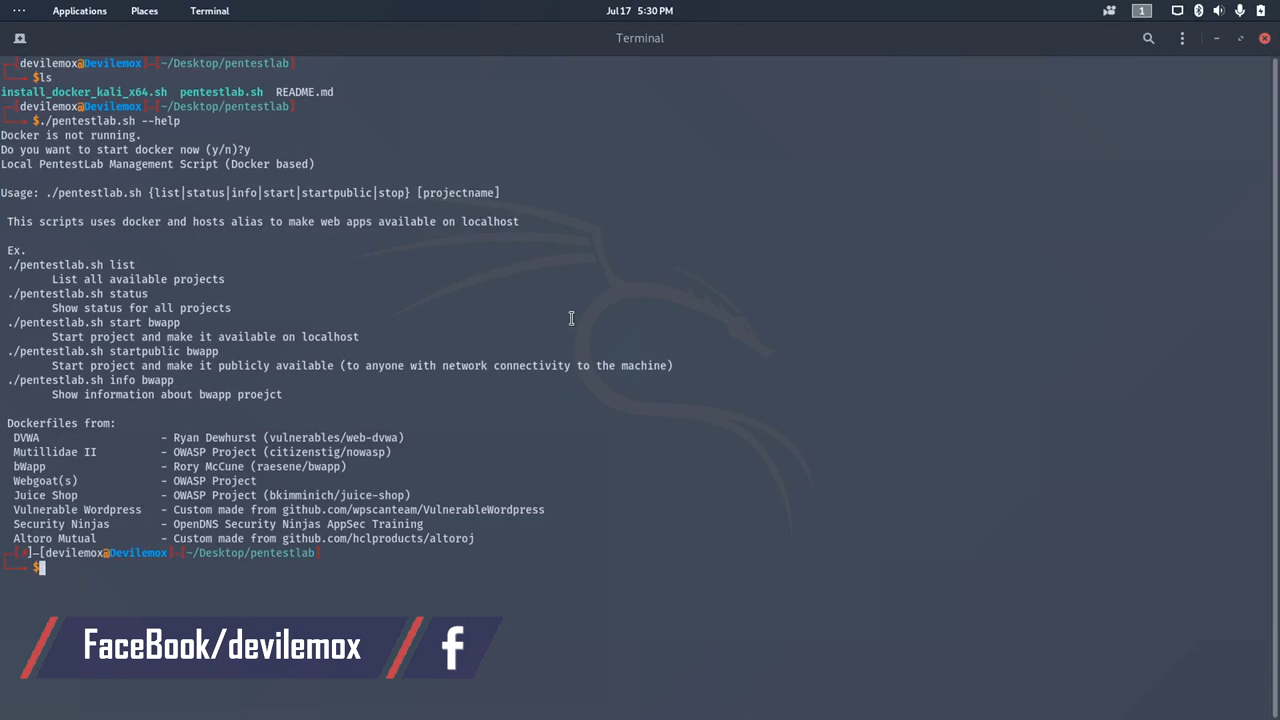 Applications Places Terminal Jul 17 5:30 PM 1
Terminal
┌─[devilemox@Devilemox]─[~/Desktop/pentestlab]
└──╼ $ls
install_docker_kali_x64.sh pentestlab.sh README.md
┌─[devilemox@Devilemox]─[~/Desktop/pentestlab]
└──╼ $./pentestlab.sh --help
Docker is not running.
Do you want to start docker now (y/n)?y
Local PentestLab Management Script (Docker based)
Usage: ./pentestlab.sh {list|status|info|start|startpublic|stop} [projectname]
This scripts uses docker and hosts alias to make web apps available on localhost
Ex.
./pentestlab.sh list
List all available projects
./pentestlab.sh status
Show status for all projects
./pentestlab.sh start bwapp
Start project and make it available on localhost
./pentestlab.sh startpublic bwapp
Start project and make it publicly available (to anyone with network connectivity to the machine)
./pentestlab.sh info bwapp
Show information about bwapp proejct
Dockerfiles from:
DVWA - Ryan Dewhurst (vulnerables/web-dvwa)
Mutillidae II - OWASP Project (citizenstig/nowasp)
bWapp - Rory McCune (raesene/bwapp)
Webgoat(s) - OWASP Project
Juice Shop - OWASP Project (bkimminich/juice-shop)
Vulnerable Wordpress - Custom made from github.com/wpscanteam/VulnerableWordpress
Security Ninjas - OpenDNS Security Ninjas AppSec Training
Altoro Mutual - Custom made from github.com/hclproducts/altoroj
┌─[✗]─[devilemox@Devilemox]─[~/Desktop/pentestlab]
└──╼ $
FaceBook/devilemox f